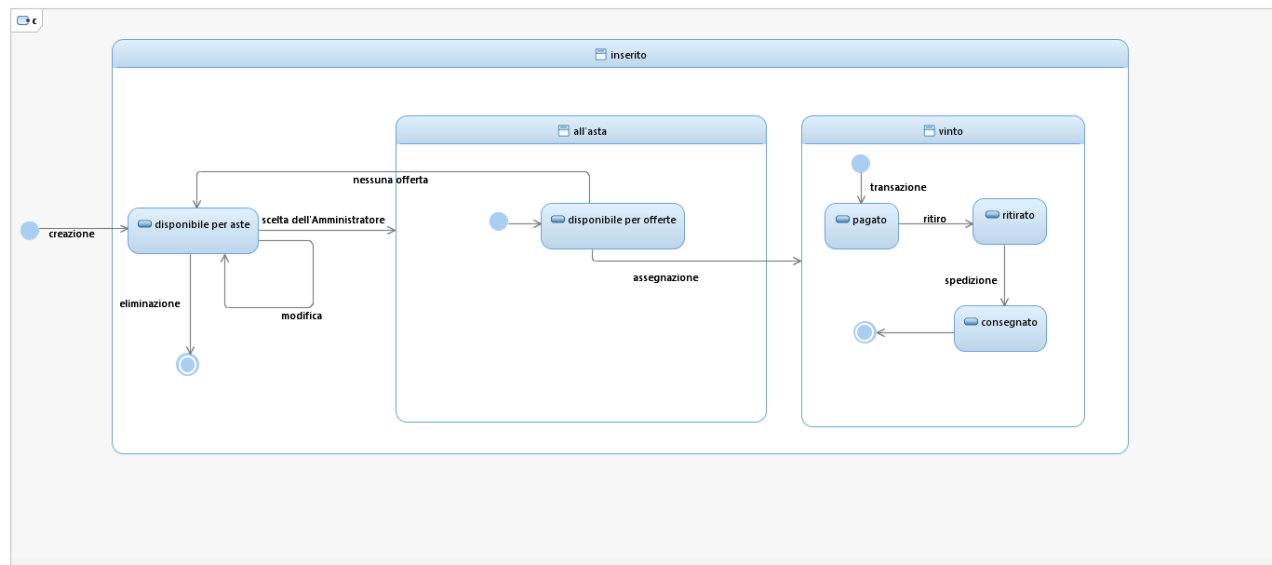 c
inserito
all'asta
vinto
nessuna offerta
transazione
disponibile per aste
scelta dell'Amministratore
disponibile per offerte
pagato
ritiro
ritirato
creazione
assegnazione
spedizione
eliminazione
modifica
consegnato